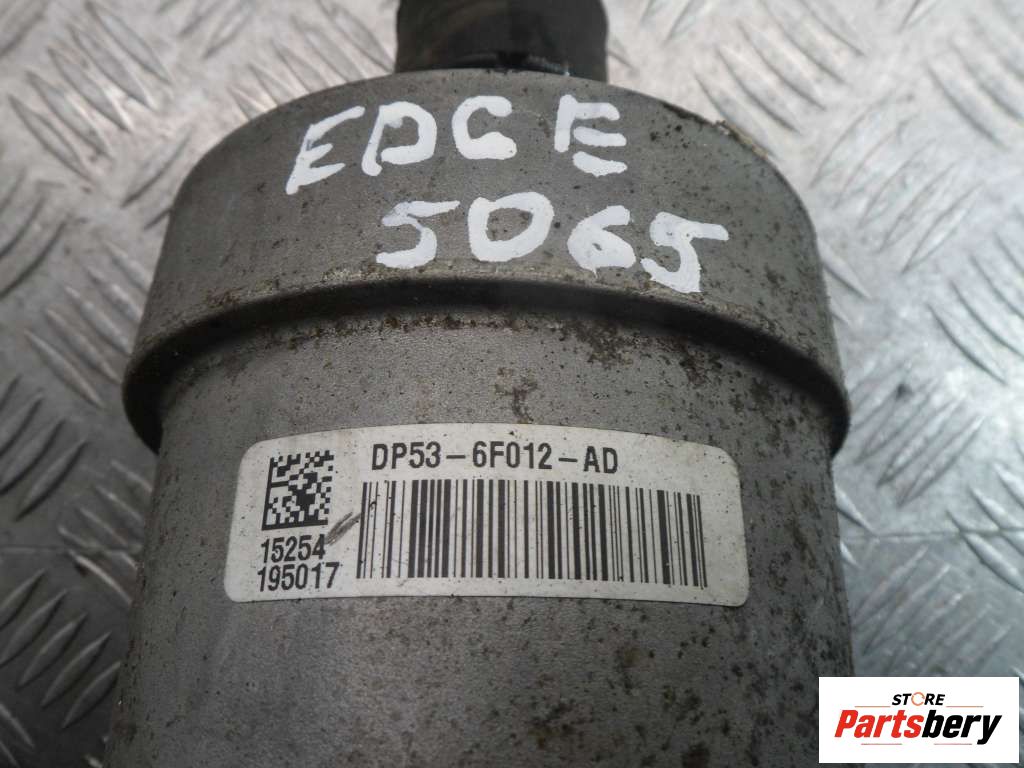 EDGE
5065
DP53-6F012-AD
15254
195017
STORE
Partsbery